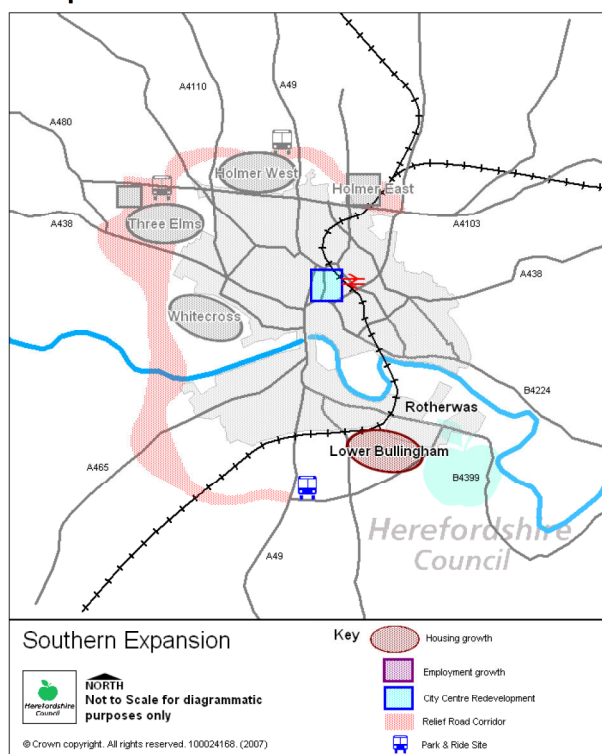 A4110
A49
A480
Holmer West
Holmer East
Three Elms
A438
A4103
A438
Whitecross
B4224
Rotherwas
Lower Bullingham
A465
B4399
Herefordshire
Council
A49
Southern Expansion
Key
Housing growth
Employment growth
City Centre Redevelopment
Relief Road Corridor
Park & Ride Site
Herefordshire
Council
NORTH
Not to Scale for diagrammatic
purposes only
© Crown copyright. All rights reserved. 100024168. (2007)